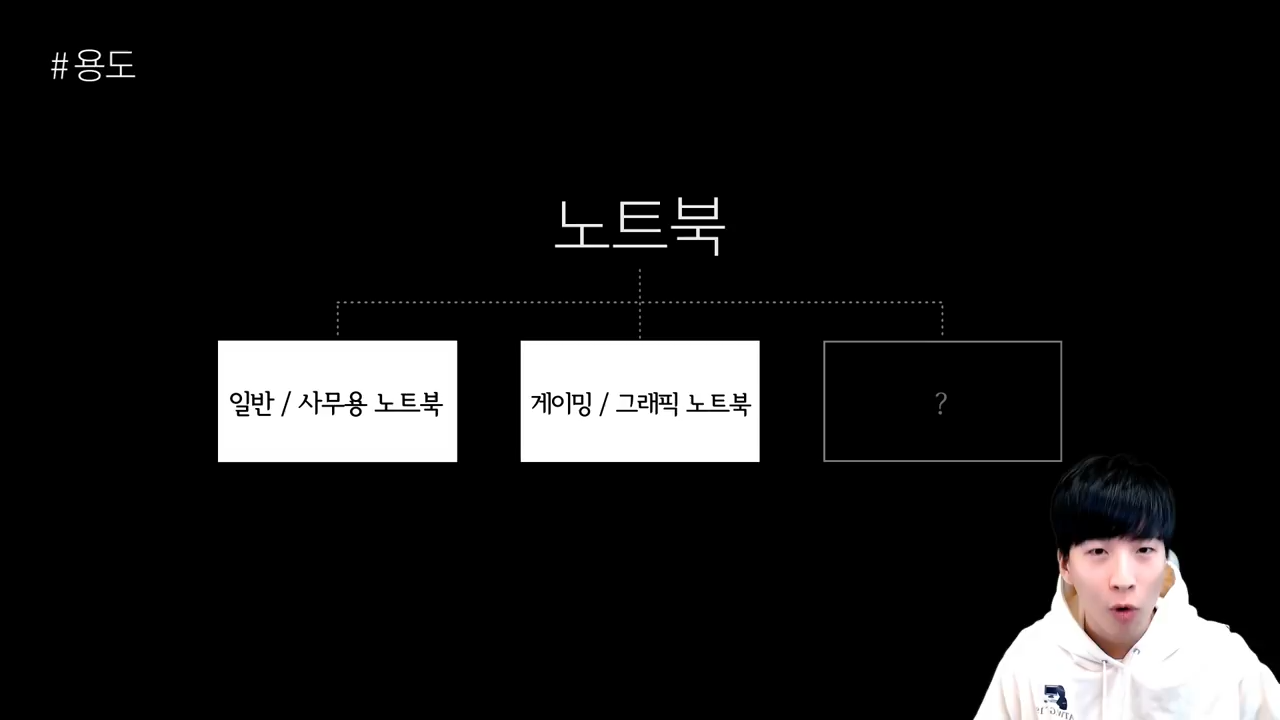 #용도
노트북
일반 / 사무용 노트북
게이밍 / 그래픽 노트북
?